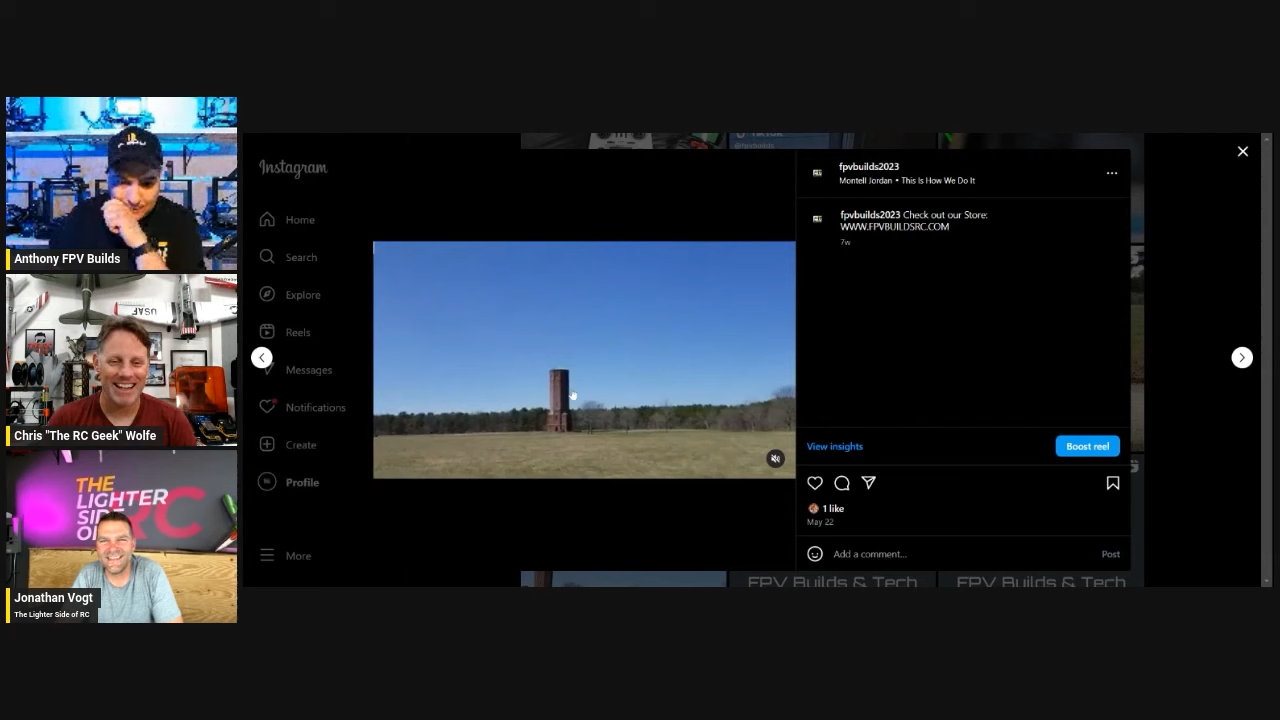 Anthony FPV Builds
USAF
Chris "The RC Geek" Wolfe
THE
LIGHTER
SIDE
OF
RC
Jonathan Vogt
The Lighter Side of RC
Instagram
Home
Search
Explore
Reels
Messages
Notifications
Create
Profile
More
TikTok
fpvbuilds2023
Montell Jordan • This Is How We Do It
fpvbuilds2023 Check out our Store:
WWW.FPVBUILDSRC.COM
7w
View insights
Boost reel
1 like
May 22
Add a comment...
Post
FPV Builds & Tech
FPV Builds & Tech